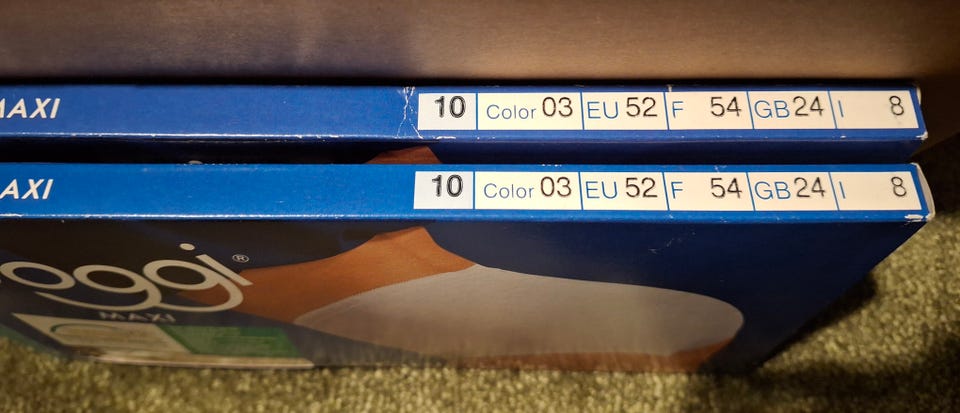 MAXI 10 Color 03 EU 52 F 54 GB 24 I 8
AXI 10 Color 03 EU 52 F 54 GB 24 I 8
oggi®
MAXI